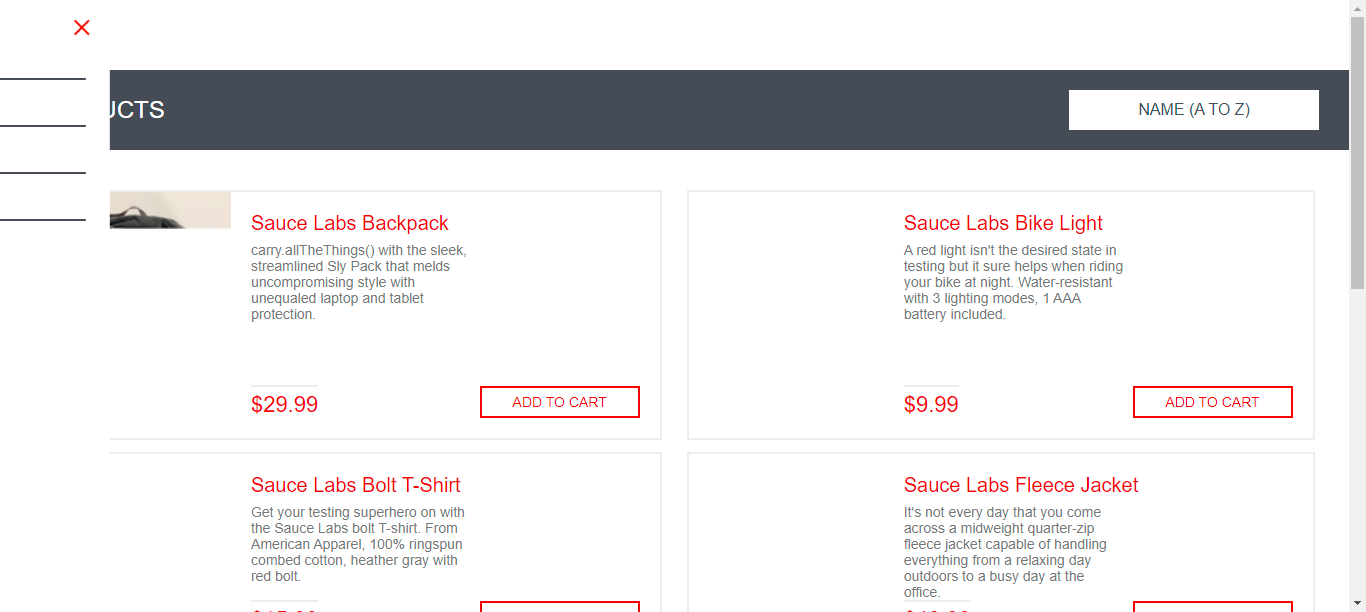 UCTS
NAME (A TO Z)
Sauce Labs Backpack
carry.allTheThings() with the sleek,
streamlined Sly Pack that melds
uncompromising style with
unequaled laptop and tablet
protection.
$29.99
ADD TO CART
Sauce Labs Bike Light
A red light isn't the desired state in
testing but it sure helps when riding
your bike at night. Water-resistant
with 3 lighting modes, 1 AAA
battery included.
$9.99
ADD TO CART
Sauce Labs Bolt T-Shirt
Get your testing superhero on with
the Sauce Labs bolt T-shirt. From
American Apparel, 100% ringspun
combed cotton, heather gray with
red bolt.
Sauce Labs Fleece Jacket
It's not every day that you come
across a midweight quarter-zip
fleece jacket capable of handling
everything from a relaxing day
outdoors to a busy day at the
office.